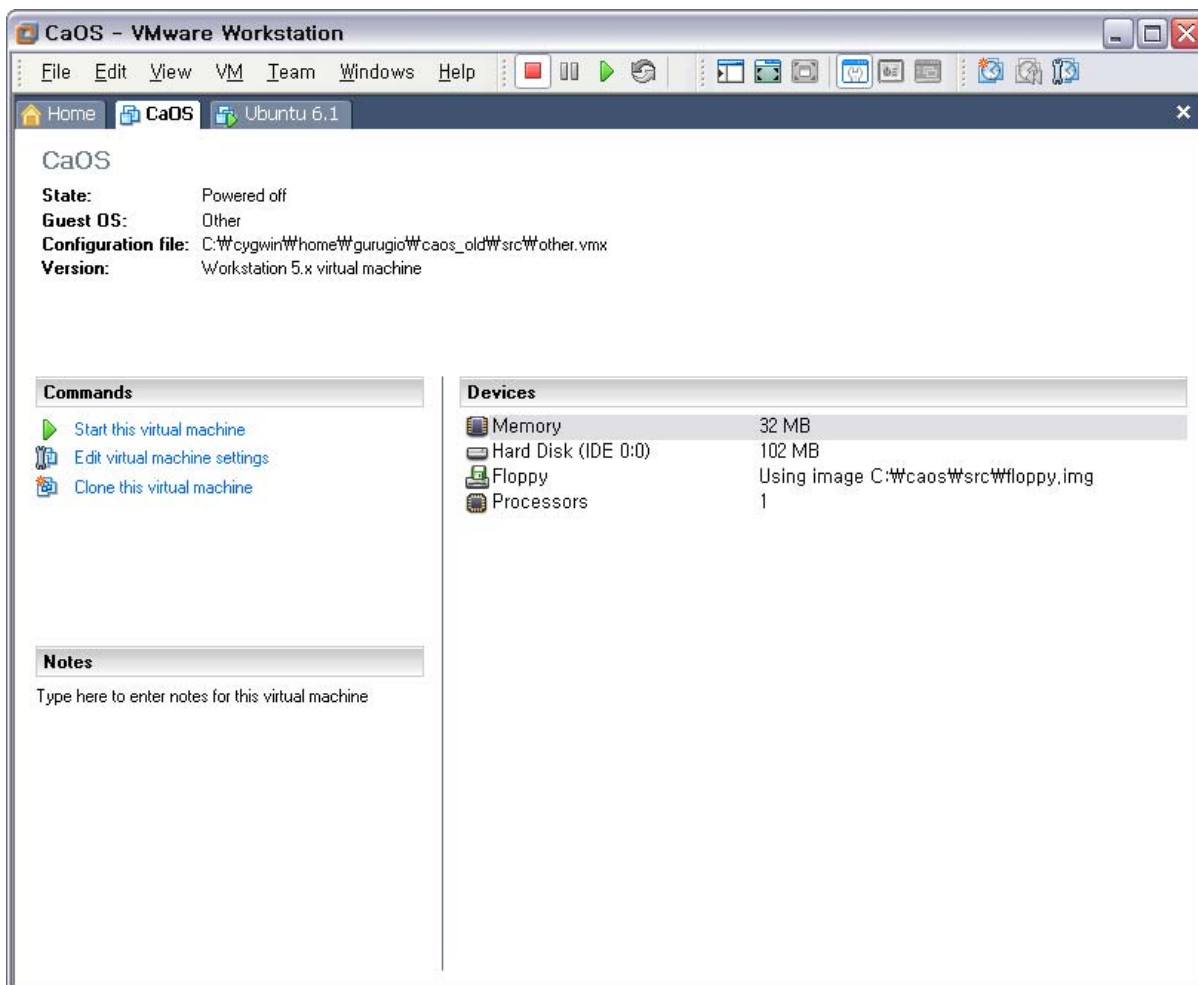 CaOS - VMware Workstation
File Edit View VM Team Windows Help
Home CaOS Ubuntu 6.1
CaOS
State: Powered off
Guest OS: Other
Configuration file: C:₩cygwin₩home₩gurugio₩caos_old₩src₩other.vmx
Version: Workstation 5.x virtual machine
Commands
Start this virtual machine
Edit virtual machine settings
Clone this virtual machine
Devices
Memory 32 MB
Hard Disk (IDE 0:0) 102 MB
Floppy Using image C:₩caos₩src₩floppy.img
Processors 1
Notes
Type here to enter notes for this virtual machine